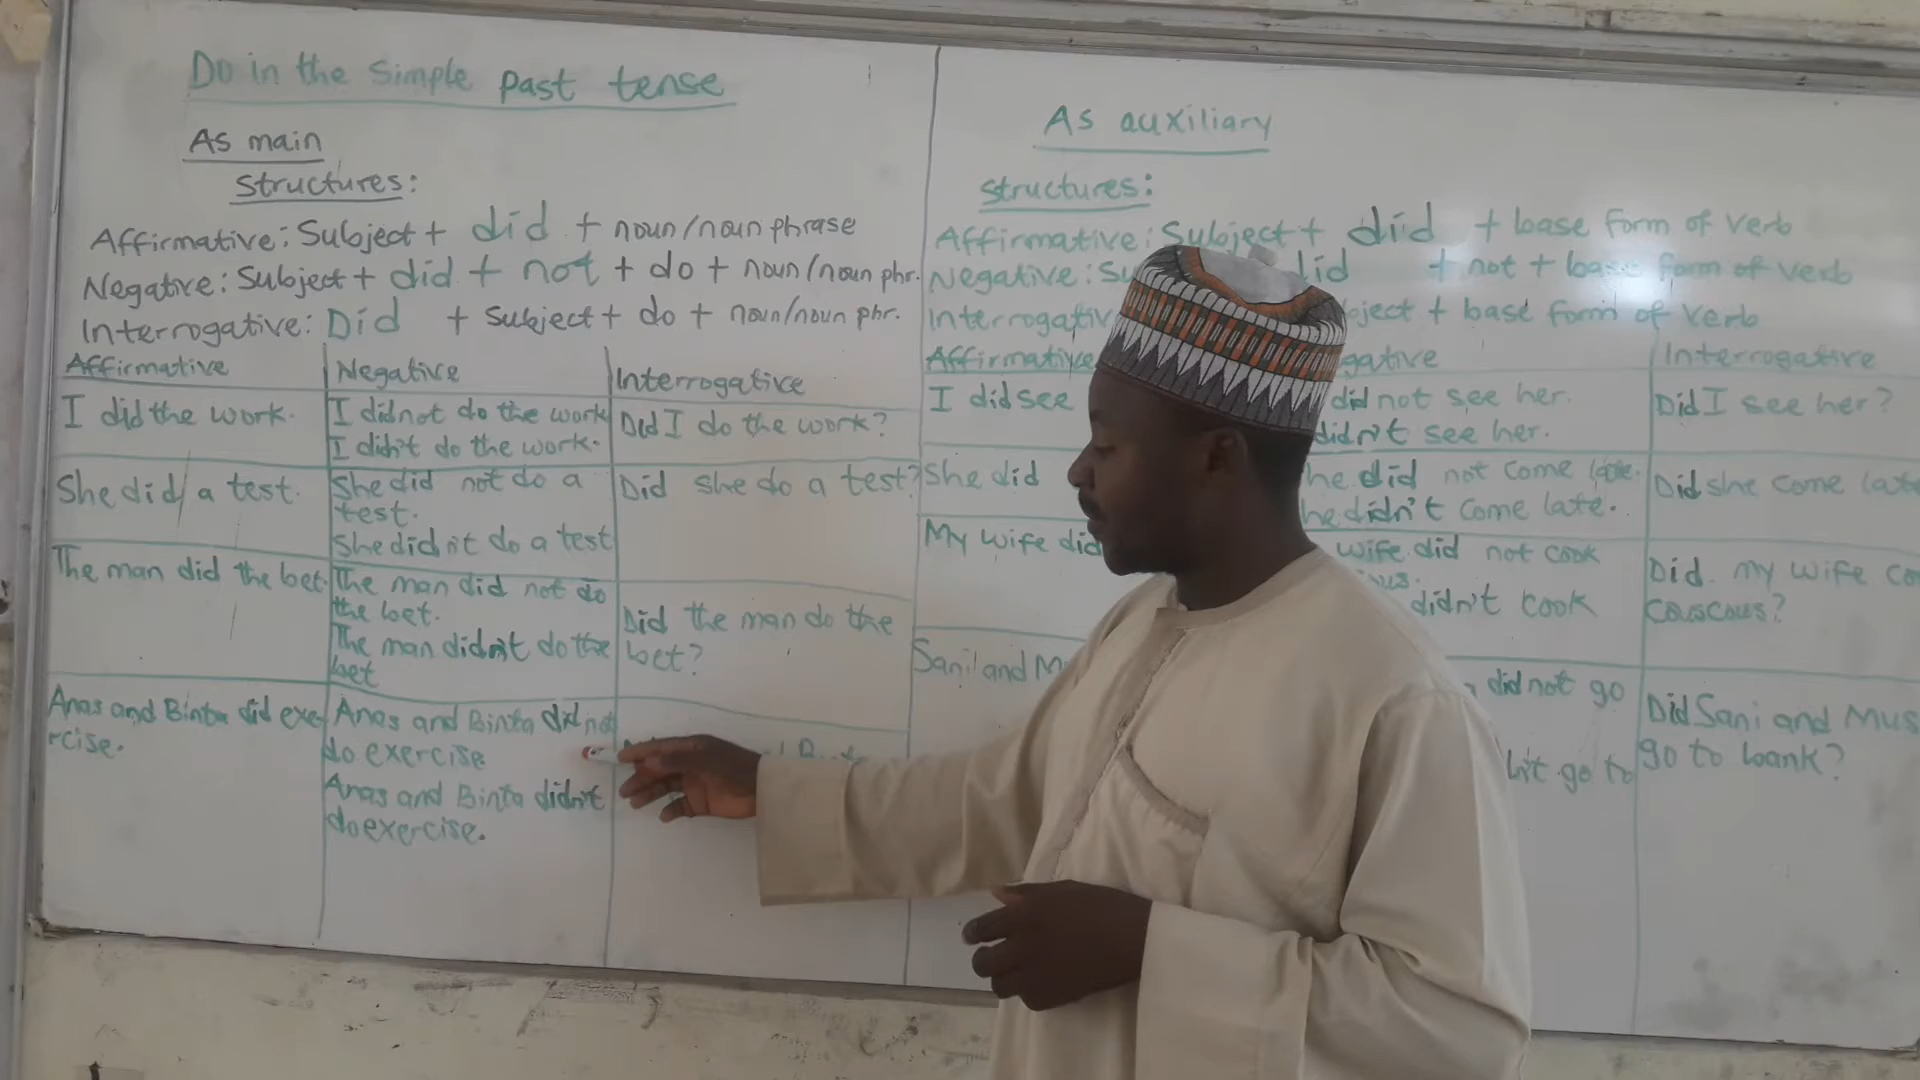 Do in the simple past tense
As main
Structures:
Affirmative: Subject + did + noun/noun phrase
Negative: Subject + did + not + do + noun/noun phr.
Interrogative: Did + Subject + do + noun/noun phr.
Affirmative
Negative
Interrogative
I did the work.
I did not do the work
I didn't do the work.
Did I do the work?
She did a test.
She did not do a
test.
She didn't do a test
Did she do a test?
The man did the bet.
The man did not do
the bet.
The man didn't do the
bet
Did the man do the
bet?
Anas and Binta did exe-
rcise.
Anas and Binta did not
do exercise
Anas and Binta didn't
do exercise.
As auxiliary
Structures:
Affirmative: Subject + did + base form of verb
Negative: + not + base form of verb
+ base form of verb
Affirmative
Interrogative
I did see
did not see her.
didn't see her.
Did I see her?
She did
did not come late.
didn't come late.
Did she come late
My wife did
wife did not cook
didn't cook
Did my wife
couscous?
Sani and
did not go
go to
Did Sani and
go to bank?